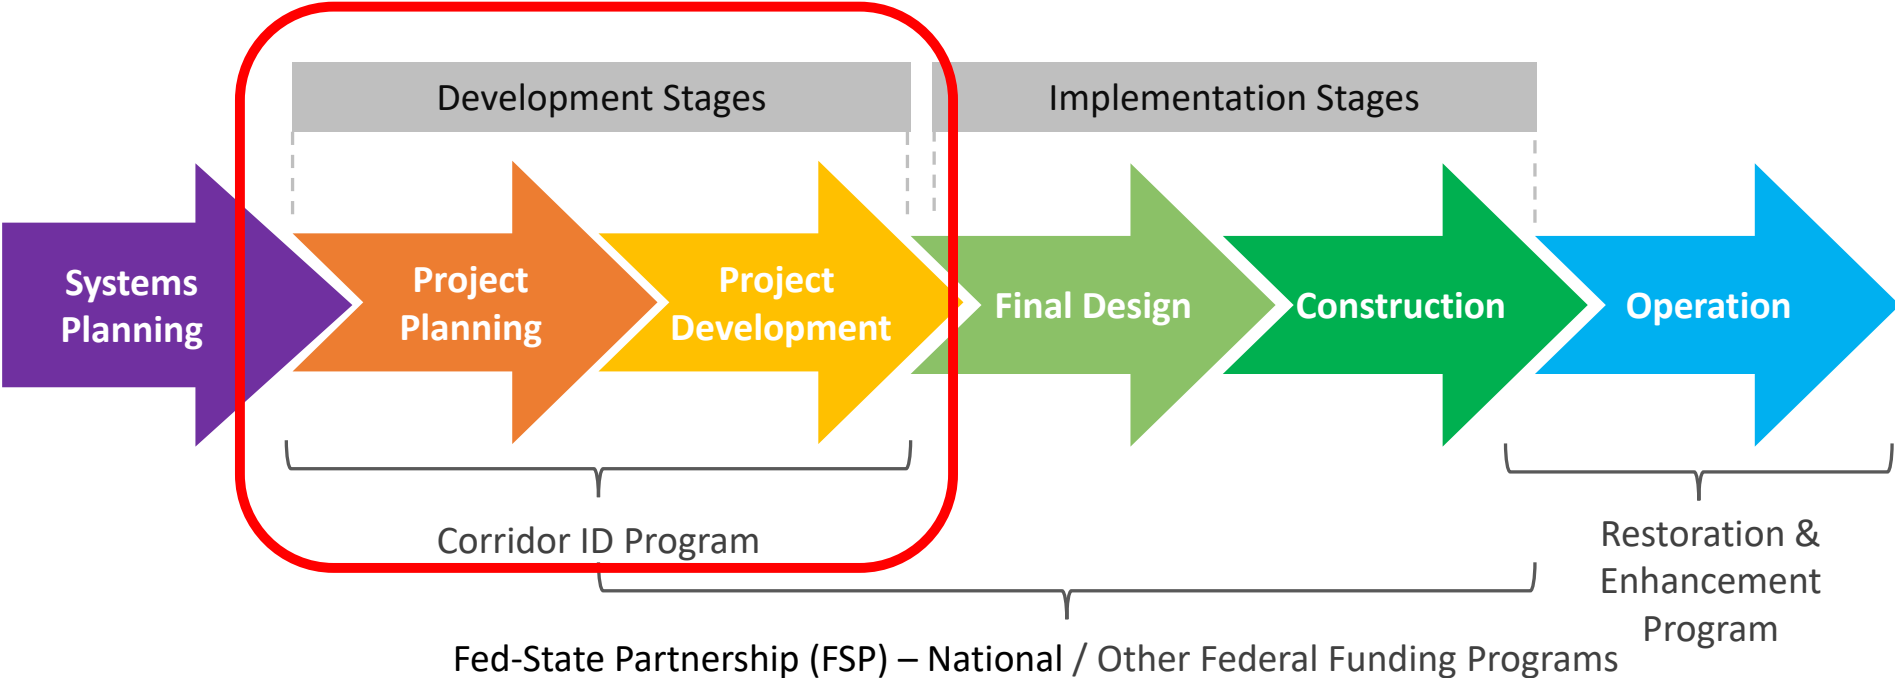 Development Stages
Implementation Stages
Systems
Planning
Project
Planning
Project
Development
Final Design
Construction
Operation
Corridor ID Program
Restoration &
Enhancement
Program
Fed-State Partnership (FSP) – National / Other Federal Funding Programs